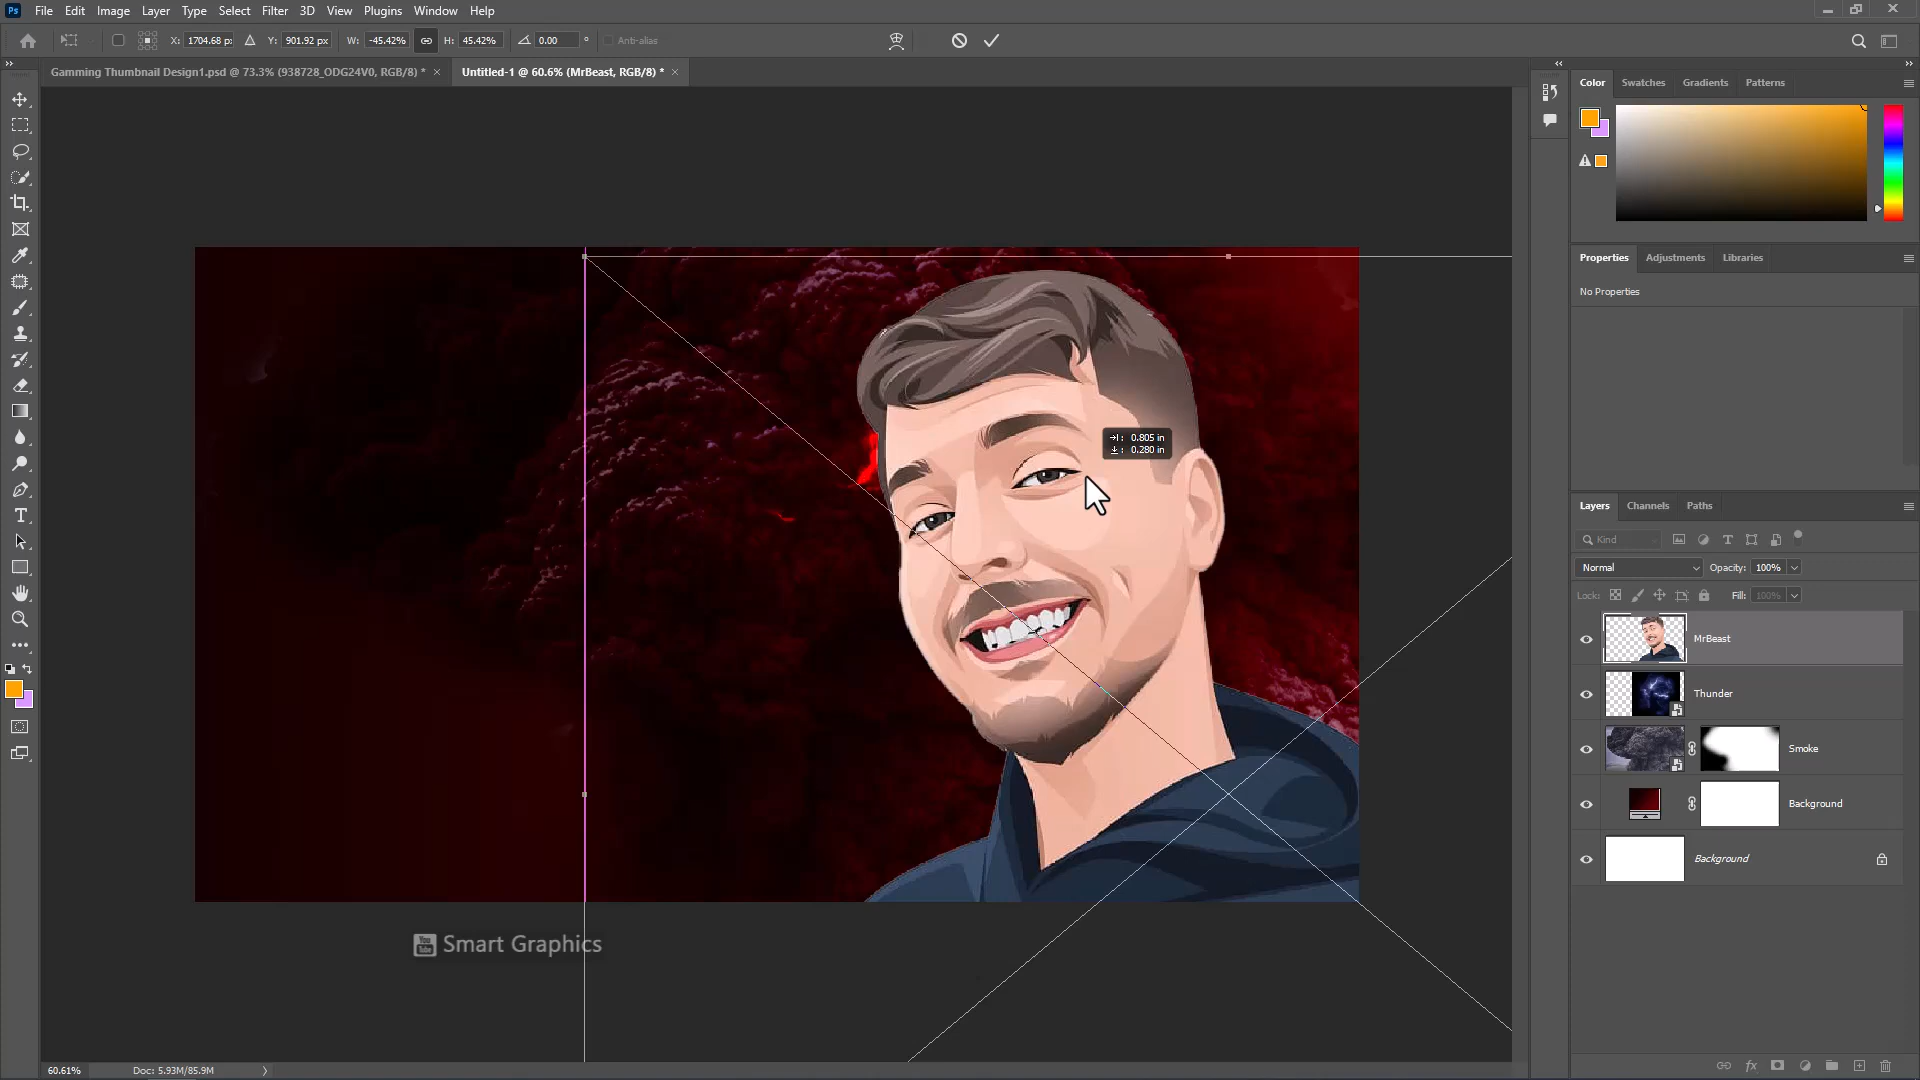 Ps File Edit Image Layer Type Select Filter 3D View Plugins Window Help
X: 1704.68 px Y: 901.92 px W: -45.42% H: 45.42% 0.00 ° Anti-alias
Gamming Thumbnail Design1.psd @ 73.3% (938728_ODG24V0, RGB/8) * ×
Untitled-1 @ 60.6% (MrBeast, RGB/8) * ×
Color Swatches Gradients Patterns
Properties Adjustments Libraries
No Properties
0.805 in
0.280 in
Layers Channels Paths
Kind
Normal Opacity: 100%
Lock: Fill: 100%
MrBeast
Thunder
Smoke
Background
Background
You Tube Smart Graphics
60.61% Doc: 5.93M/85.9M